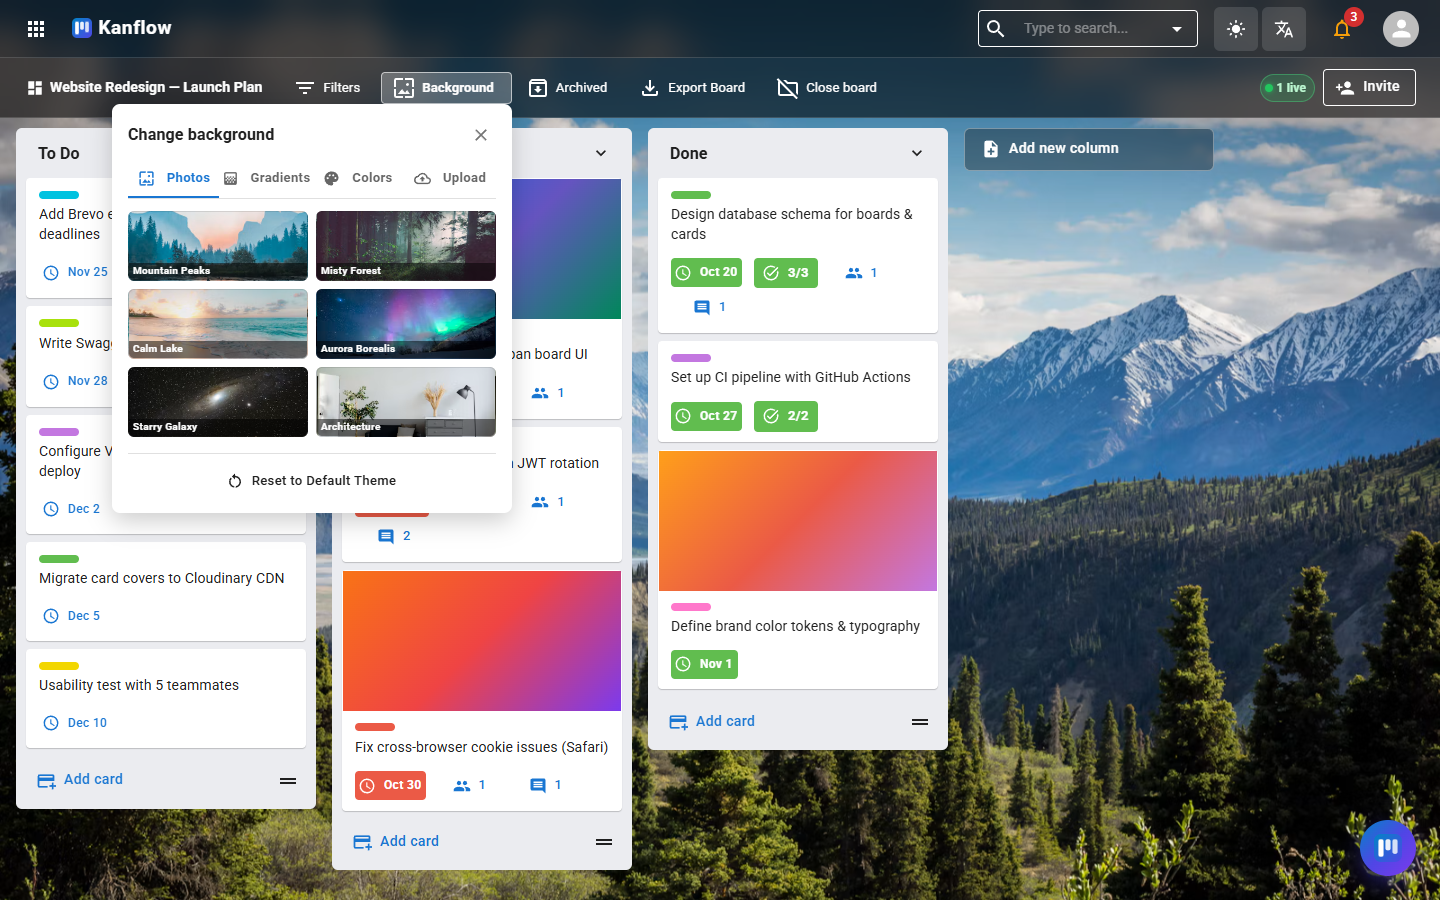 Kanflow
Type to search...
3
Website Redesign — Launch Plan
Filters
Background
Archived
Export Board
Close board
1 live
Invite
Change background
Photos
Gradients
Colors
Upload
Mountain Peaks
Misty Forest
Calm Lake
Aurora Borealis
Starry Galaxy
Architecture
Reset to Default Theme
To Do
Add Brevo
deadlines
Nov 25
Write
Nov 28
Configure
deploy
Dec 2
Migrate card covers to Cloudinary CDN
Dec 5
Usability test with 5 teammates
Dec 10
Add card
board UI
1
JWT rotation
1
2
Fix cross-browser cookie issues (Safari)
Oct 30
1
1
Add card
Done
Design database schema for boards &
cards
Oct 20
3/3
1
1
Set up CI pipeline with GitHub Actions
Oct 27
2/2
Define brand color tokens & typography
Nov 1
Add card
Add new column